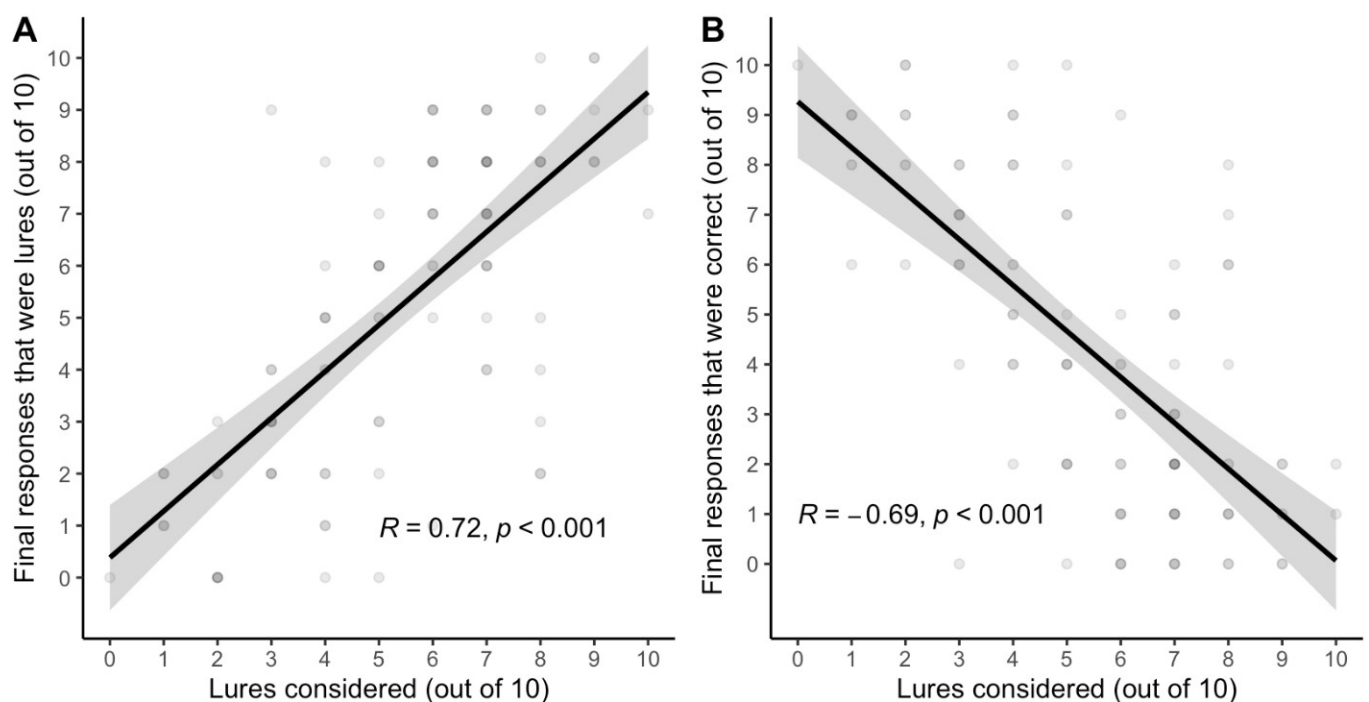 A
Final responses that were lures (out of 10)
10
9
8
7
6
5
4
3
2
1
0
R = 0.72, p < 0.001
0 1 2 3 4 5 6 7 8 9 10
Lures considered (out of 10)
B
Final responses that were correct (out of 10)
10
9
8
7
6
5
4
3
2
1
0
R = −0.69, p < 0.001
0 1 2 3 4 5 6 7 8 9 10
Lures considered (out of 10)